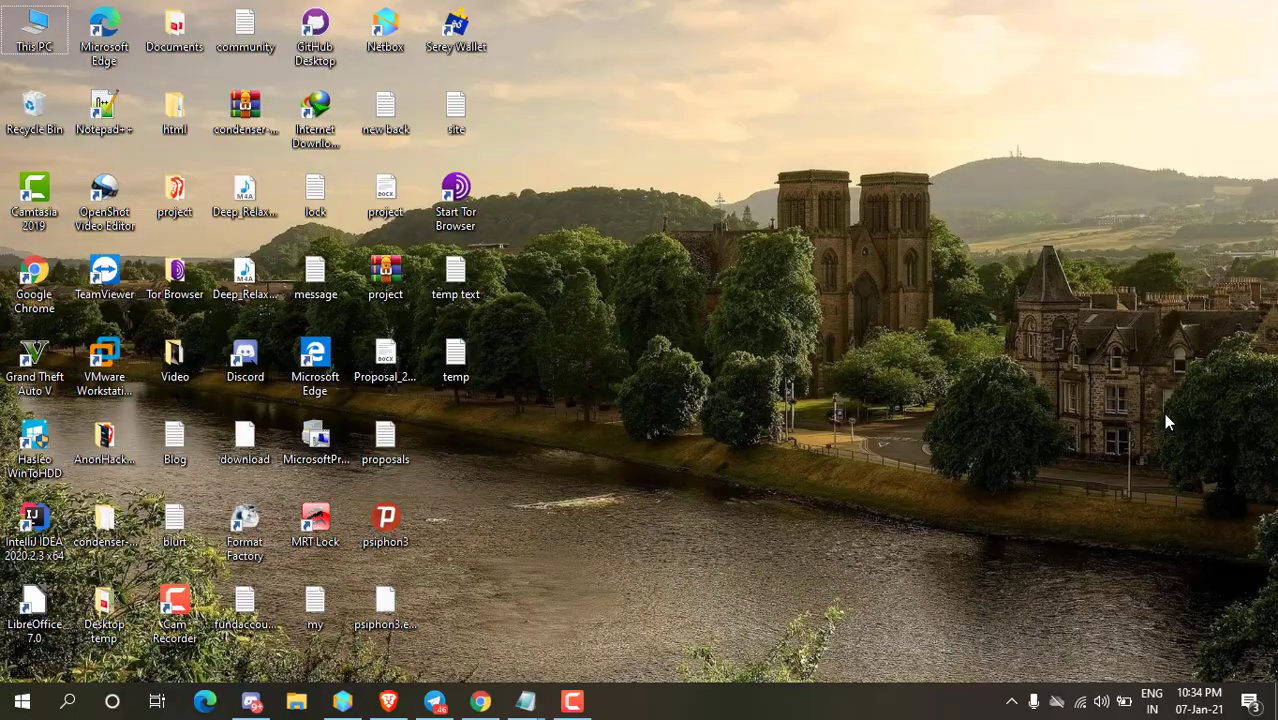 This PC
Microsoft
Edge
Documents
community
GitHub
Desktop
Netbox
Serey Wallet
Recycle Bin
Notepad++
html
condenser-...
Internet
Downlo...
new back
site
Camtasia
2019
OpenShot
Video Editor
project
Deep_Relax...
lock
project
Start Tor
Browser
Google
Chrome
TeamViewer
Tor Browser
Deep_Relax...
message
project
temp text
Grand Theft
Auto V
VMware
Workstati...
Video
Discord
Microsoft
Edge
Proposal_2...
temp
Hasleo
WinToHDD
AnonHack...
Blog
download
MicrosoftPr...
proposals
IntelliJ IDEA
2020.2.3 x64
condenser-...
blurt
Format
Factory
MRT Lock
psiphon3
LibreOffice
7.0
Desktop
temp
Cam
Recorder
fundaccou...
my
psiphon3.e...
9+
46
ENG
IN
10:34 PM
07-Jan-21
3